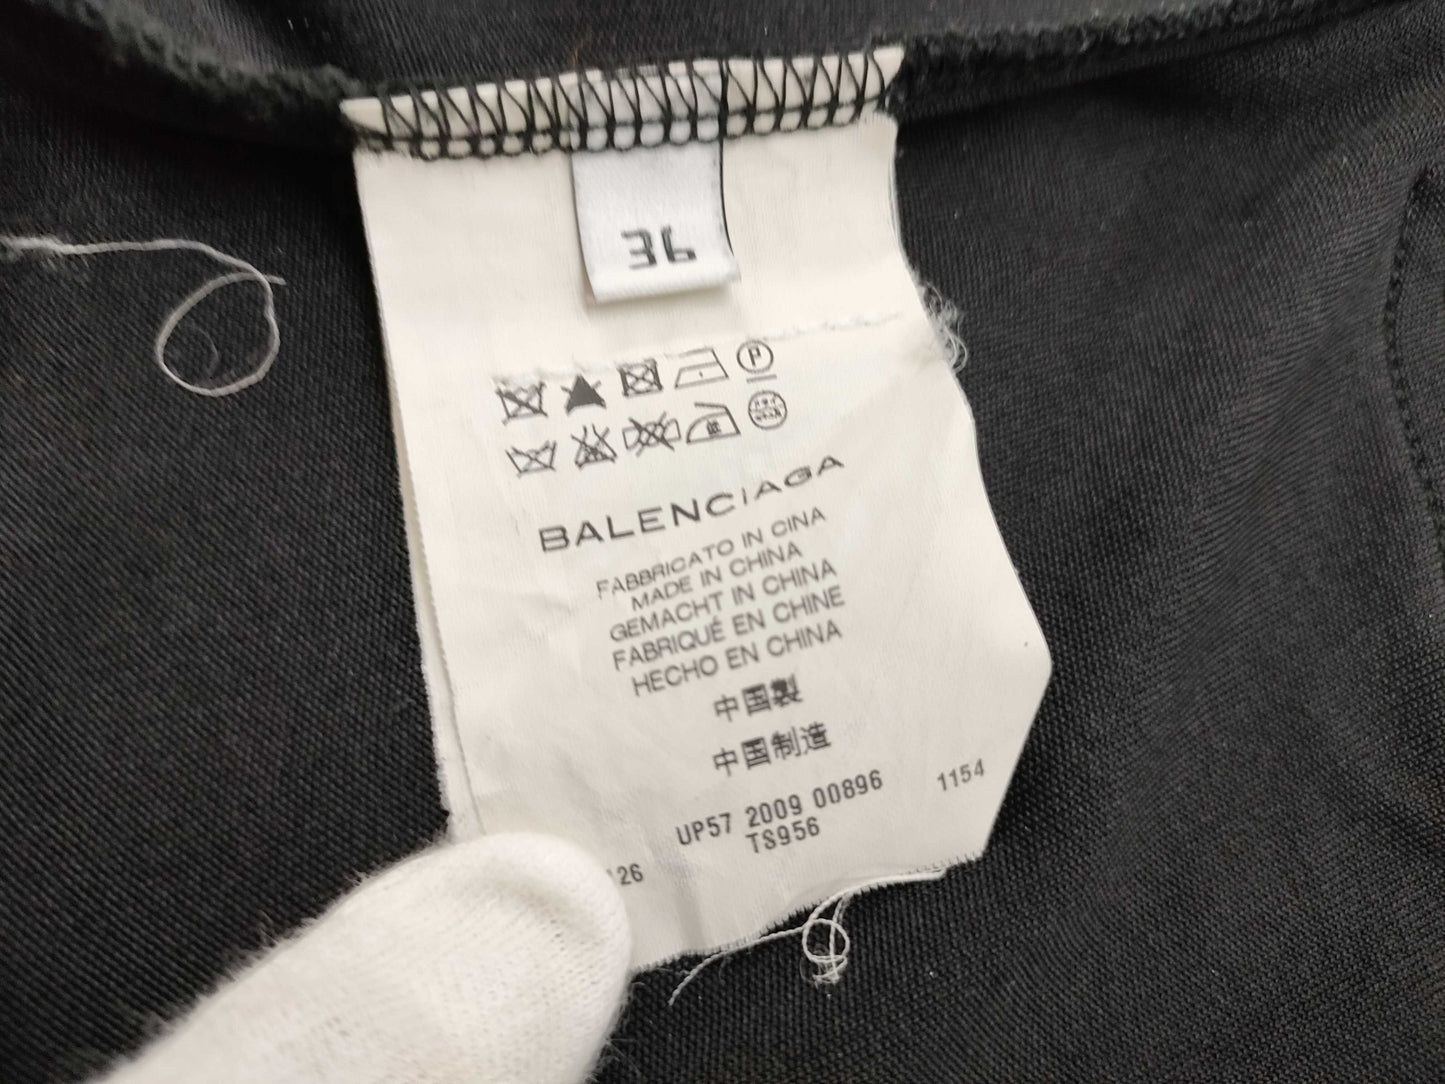 36
P
BALENCIAGA
FABBRICATO IN CINA
MADE IN CHINA
GEMACHT IN CHINA
FABRIQUÉ EN CHINE
HECHO EN CHINA
中国製
中国制造
UP57 2009 00896 1154
TS956
26